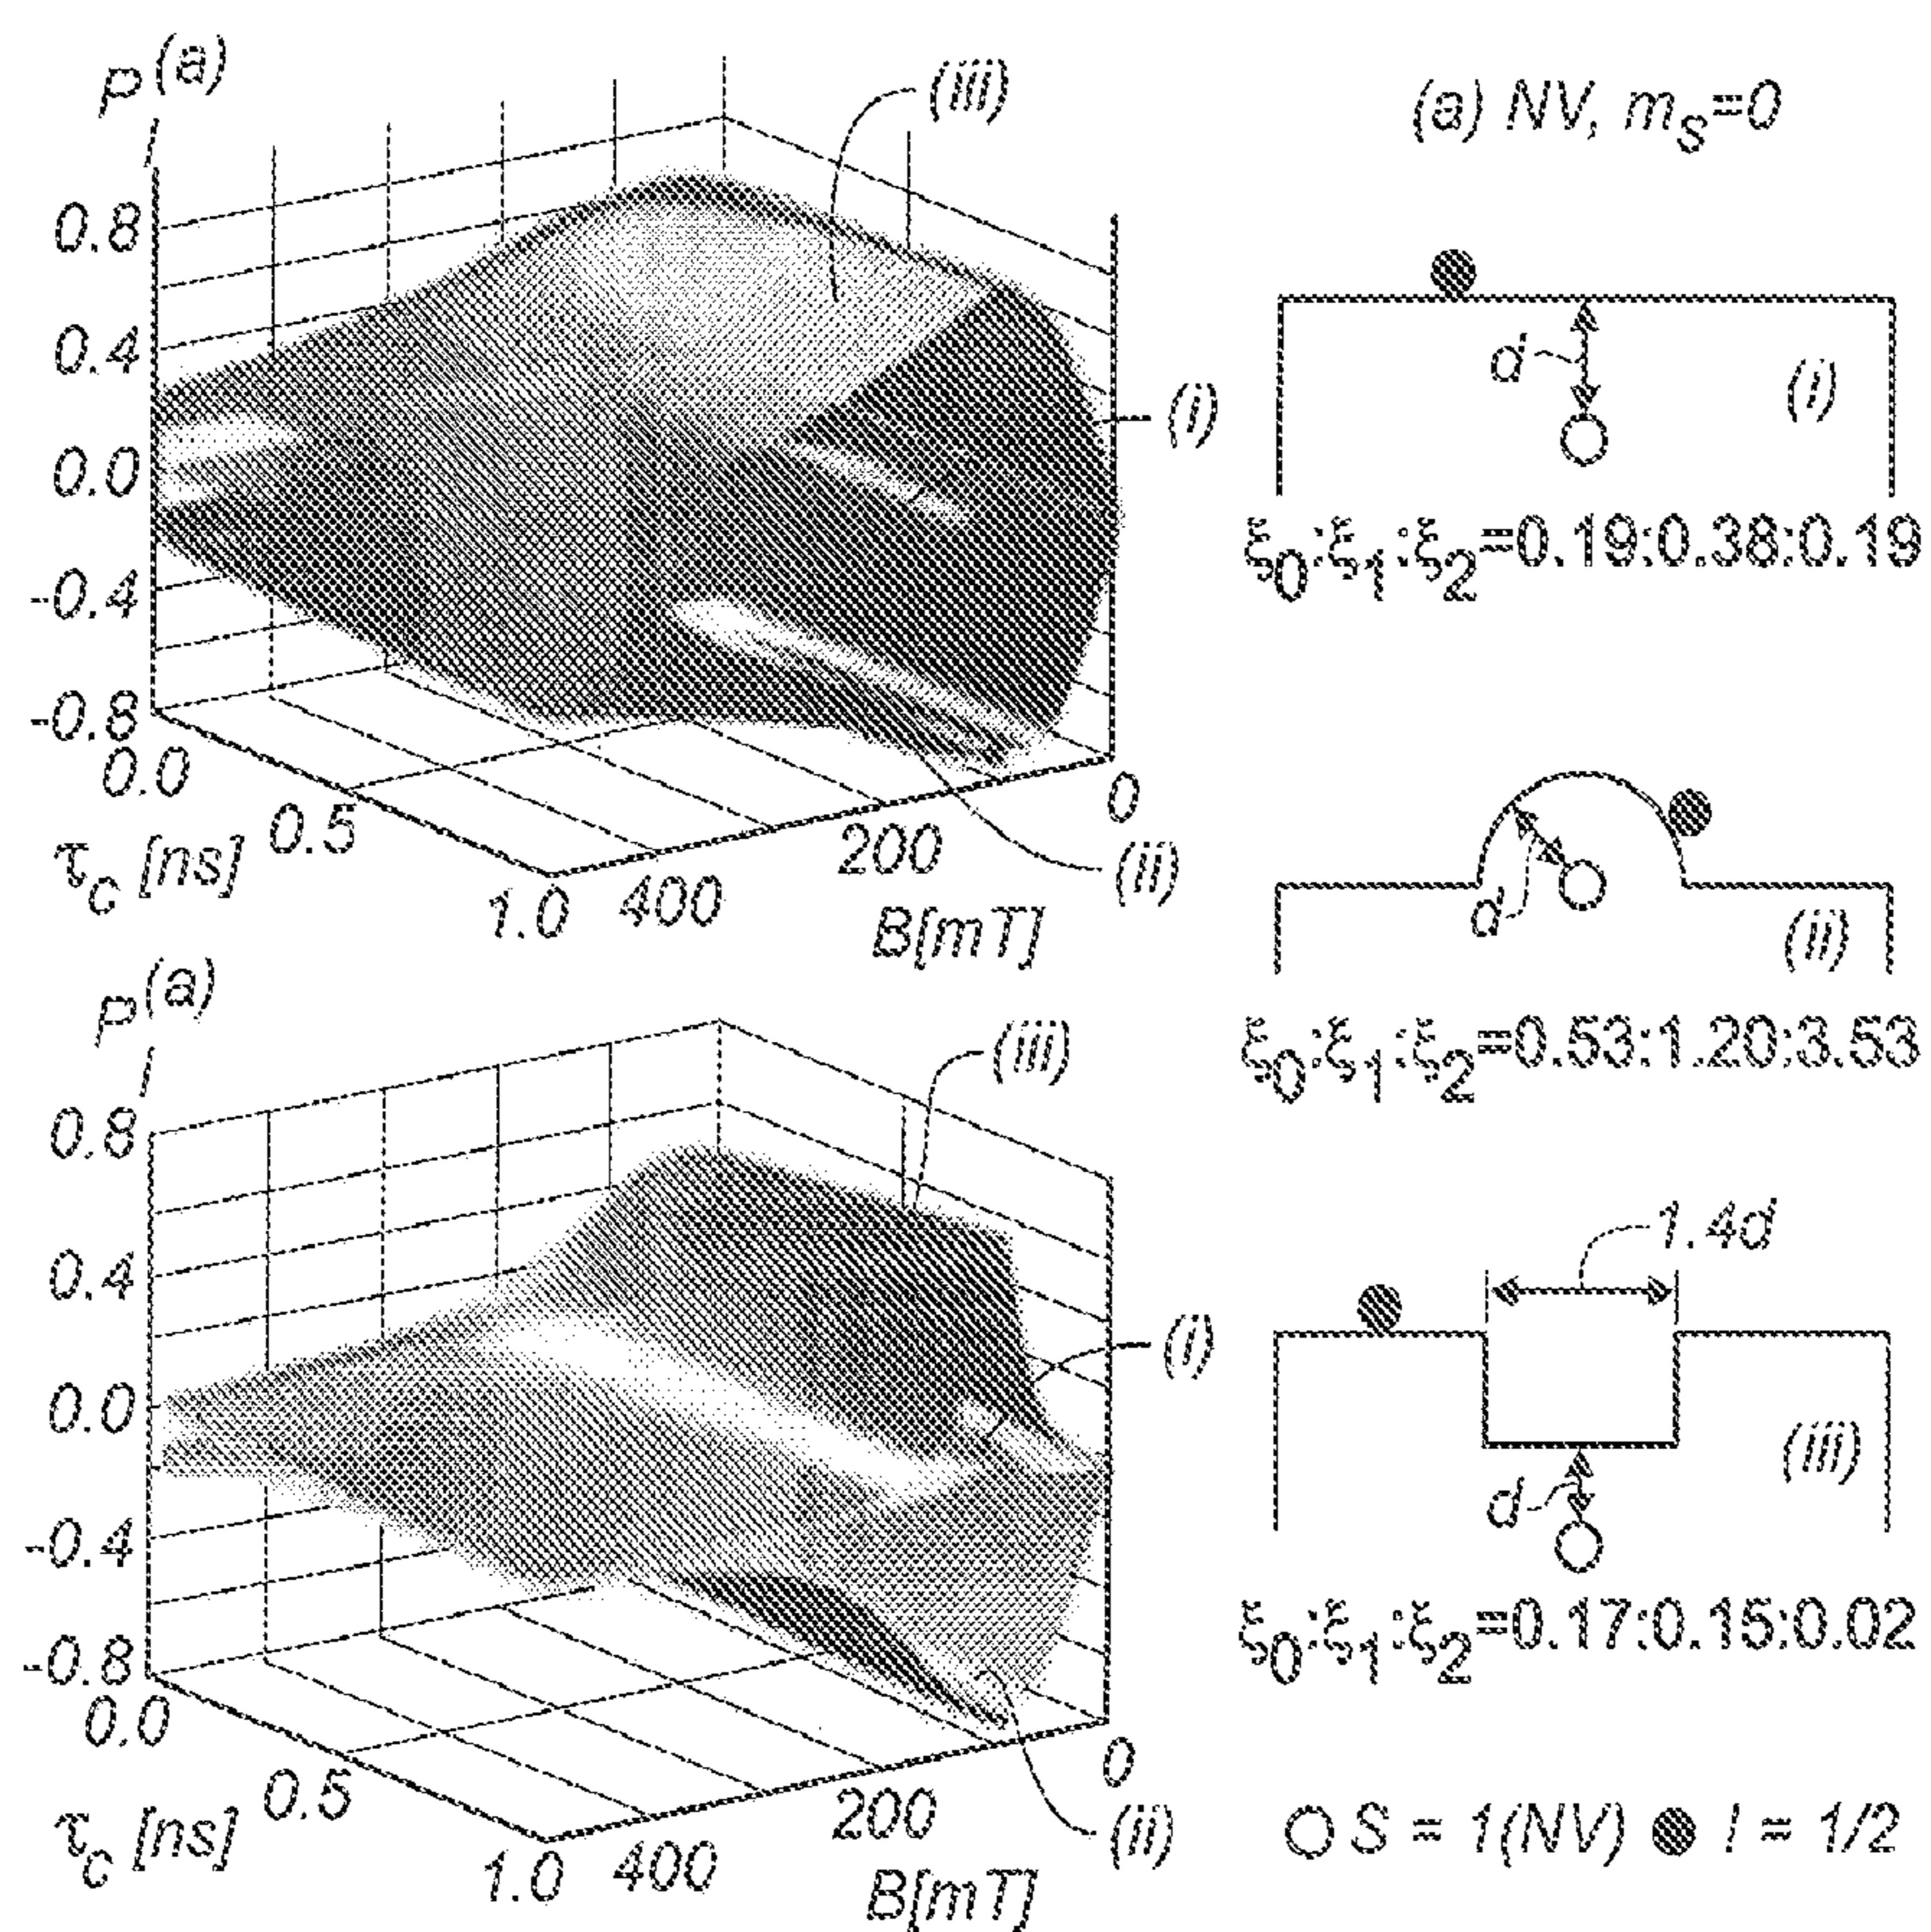 P(a)
(iii)
0.8
0.4
0.0
-0.4
-0.8
(i)
(ii)
0.0
0.5
1.0
τc [ns]
400
200
0
B[mT]
P(a)
(iii)
0.8
0.4
0.0
-0.4
-0.8
(i)
(ii)
0.0
0.5
1.0
τc [ns]
400
200
0
B[mT]
(a) NV, mS=0
d
(i)
ξ0:ξ1:ξ2=0.19:0.38:0.19
d
(ii)
ξ0:ξ1:ξ2=0.53:1.20:3.53
1.4d
d
(iii)
ξ0:ξ1:ξ2=0.17:0.15:0.02
S = 1(NV) I = 1/2